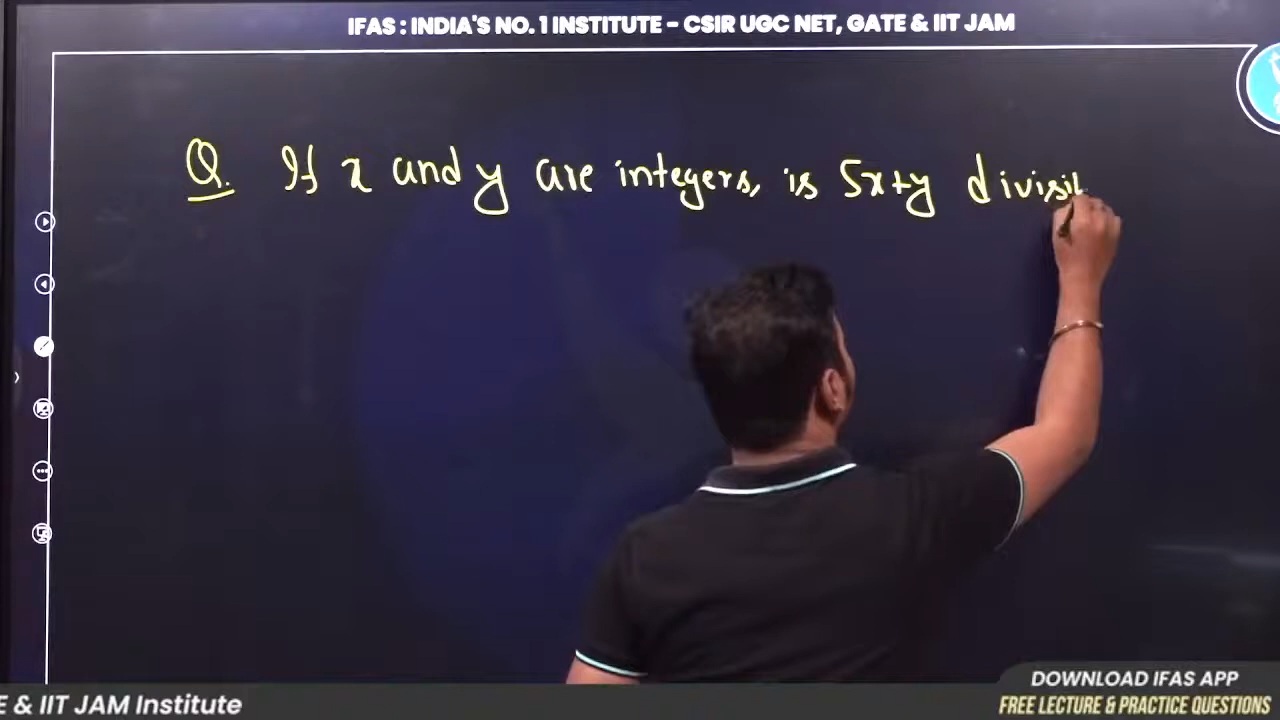 IFAS : INDIA'S NO. 1 INSTITUTE - CSIR UGC NET, GATE & IIT JAM
Q. If x and y are integers, is 5x+y divisib
DOWNLOAD IFAS APP
E & IIT JAM Institute
FREE LECTURE & PRACTICE QUESTIONS